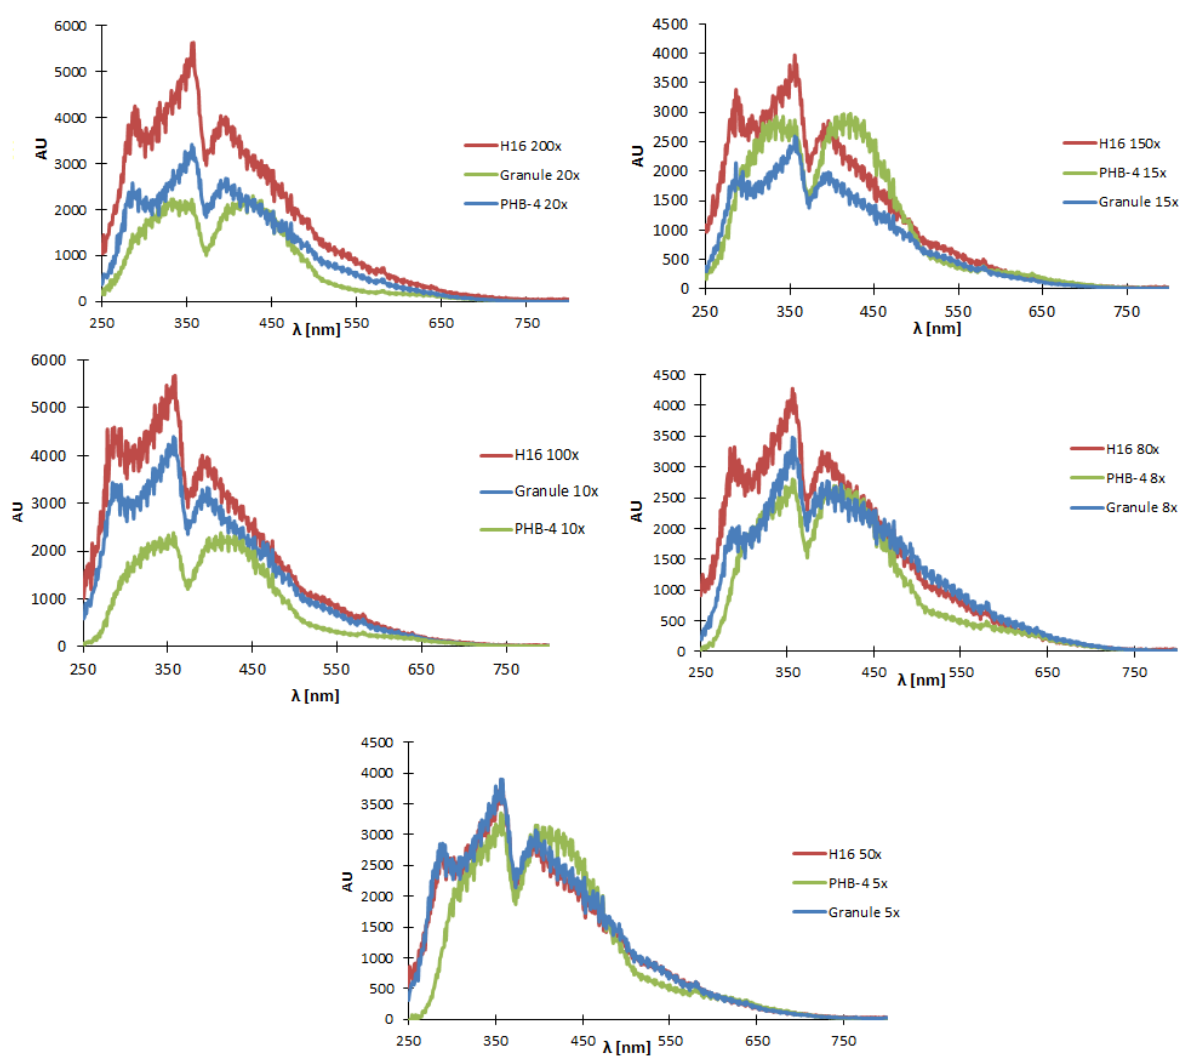 6000
5000
4000
3000
2000
1000
0
AU
250 350 450 550 650 750
λ [nm]
H16 200x
Granule 20x
PHB-4 20x
4500
4000
3500
3000
2500
2000
1500
1000
500
0
AU
250 350 450 550 650 750
λ [nm]
H16 150x
PHB-4 15x
Granule 15x
6000
5000
4000
3000
2000
1000
0
AU
250 350 450 550 650 750
λ [nm]
H16 100x
Granule 10x
PHB-4 10x
4500
4000
3500
3000
2500
2000
1500
1000
500
0
AU
250 350 450 550 650 750
λ [nm]
H16 80x
PHB-4 8x
Granule 8x
4500
4000
3500
3000
2500
2000
1500
1000
500
0
AU
250 350 450 550 650 750
λ [nm]
H16 50x
PHB-4 5x
Granule 5x